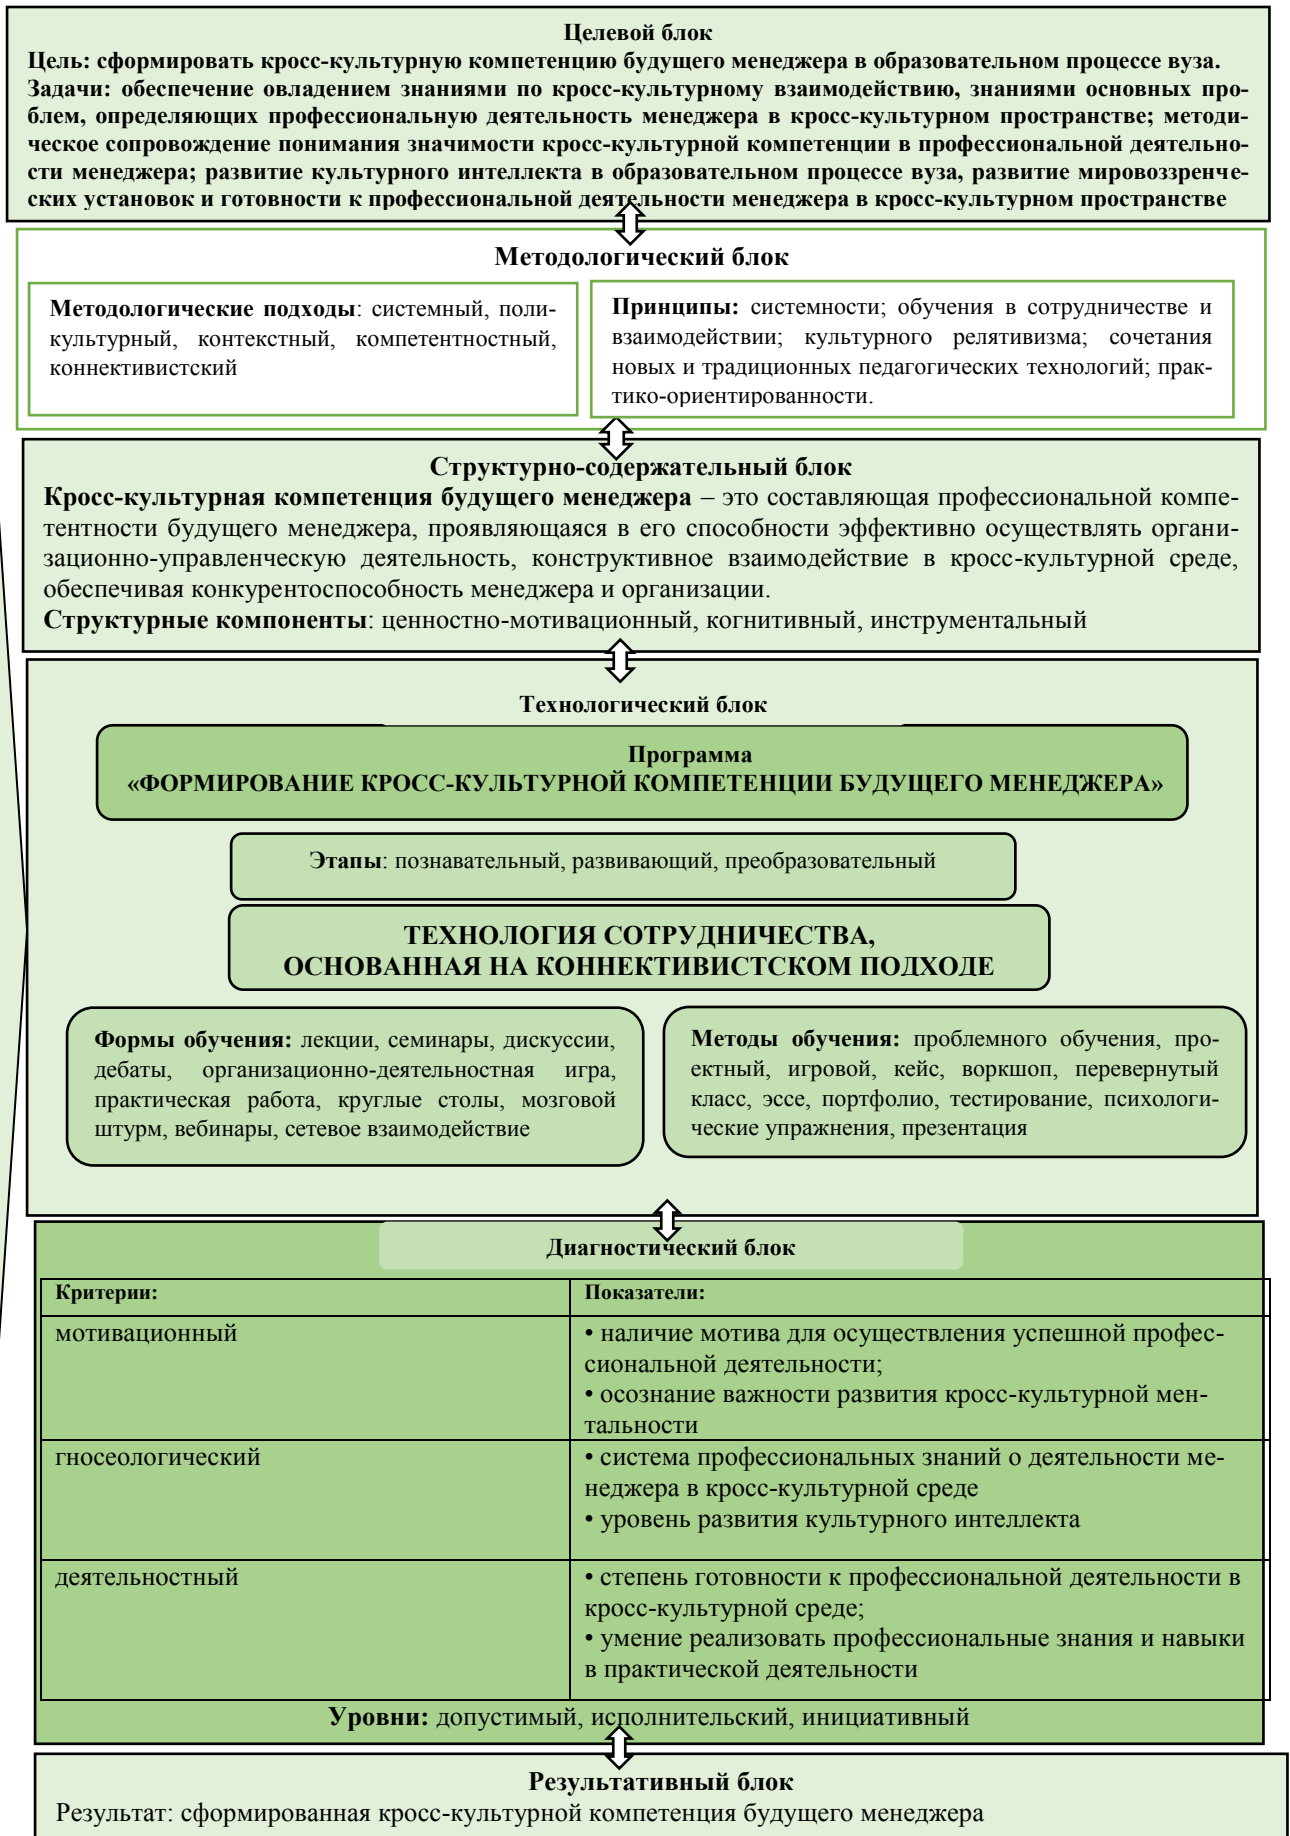 Целевой блок
Цель: сформировать кросс-культурную компетенцию будущего менеджера в образовательном процессе вуза.
Задачи: обеспечение овладением знаниями по кросс-культурному взаимодействию, знаниями основных про-
блем, определяющих профессиональную деятельность менеджера в кросс-культурном пространстве; методи-
ческое сопровождение понимания значимости кросс-культурной компетенции в профессиональной деятельно-
сти менеджера; развитие культурного интеллекта в образовательном процессе вуза, развитие мировоззренче-
ских установок и готовности к профессиональной деятельности менеджера в кросс-культурном пространстве
Методологический блок
Методологические подходы: системный, поли-
культурный, контекстный, компетентностный,
коннективистский
Принципы: системности; обучения в сотрудничестве и
взаимодействии; культурного релятивизма; сочетания
новых и традиционных педагогических технологий; прак-
тико-ориентированности.
Структурно-содержательный блок
Кросс-культурная компетенция будущего менеджера – это составляющая профессиональной компе-
тентности будущего менеджера, проявляющаяся в его способности эффективно осуществлять органи-
зационно-управленческую деятельность, конструктивное взаимодействие в кросс-культурной среде,
обеспечивая конкурентоспособность менеджера и организации.
Структурные компоненты: ценностно-мотивационный, когнитивный, инструментальный
Технологический блок
Программа
«ФОРМИРОВАНИЕ КРОСС-КУЛЬТУРНОЙ КОМПЕТЕНЦИИ БУДУЩЕГО МЕНЕДЖЕРА»
Этапы: познавательный, развивающий, преобразовательный
ТЕХНОЛОГИЯ СОТРУДНИЧЕСТВА,
ОСНОВАННАЯ НА КОННЕКТИВИСТСКОМ ПОДХОДЕ
Формы обучения: лекции, семинары, дискуссии,
дебаты, организационно-деятельностная игра,
практическая работа, круглые столы, мозговой
штурм, вебинары, сетевое взаимодействие
Методы обучения: проблемного обучения, про-
ектный, игровой, кейс, воркшоп, перевернутый
класс, эссе, портфолио, тестирование, психологи-
ческие упражнения, презентация
Диагностический блок
Критерии:
Показатели:
мотивационный
• наличие мотива для осуществления успешной профес-
сиональной деятельности;
• осознание важности развития кросс-культурной мен-
тальности
гносеологический
• система профессиональных знаний о деятельности ме-
неджера в кросс-культурной среде
• уровень развития культурного интеллекта
деятельностный
• степень готовности к профессиональной деятельности в
кросс-культурной среде;
• умение реализовать профессиональные знания и навыки
в практической деятельности
Уровни: допустимый, исполнительский, инициативный
Результативный блок
Результат: сформированная кросс-культурной компетенция будущего менеджера